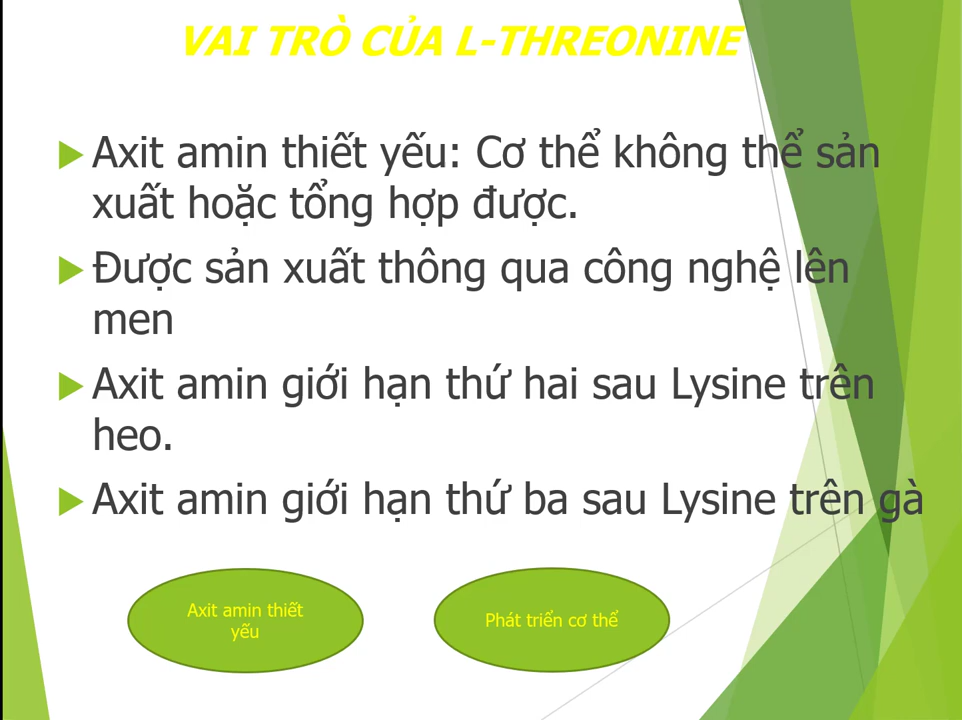 VAI TRÒ CỦA L-THREONINE
Axit amin thiết yếu: Cơ thể không thể sản
xuất hoặc tổng hợp được.
Được sản xuất thông qua công nghệ lên
men
Axit amin giới hạn thứ hai sau Lysine trên
heo.
Axit amin giới hạn thứ ba sau Lysine trên gà
Axit amin thiết
yếu
Phát triển cơ thể